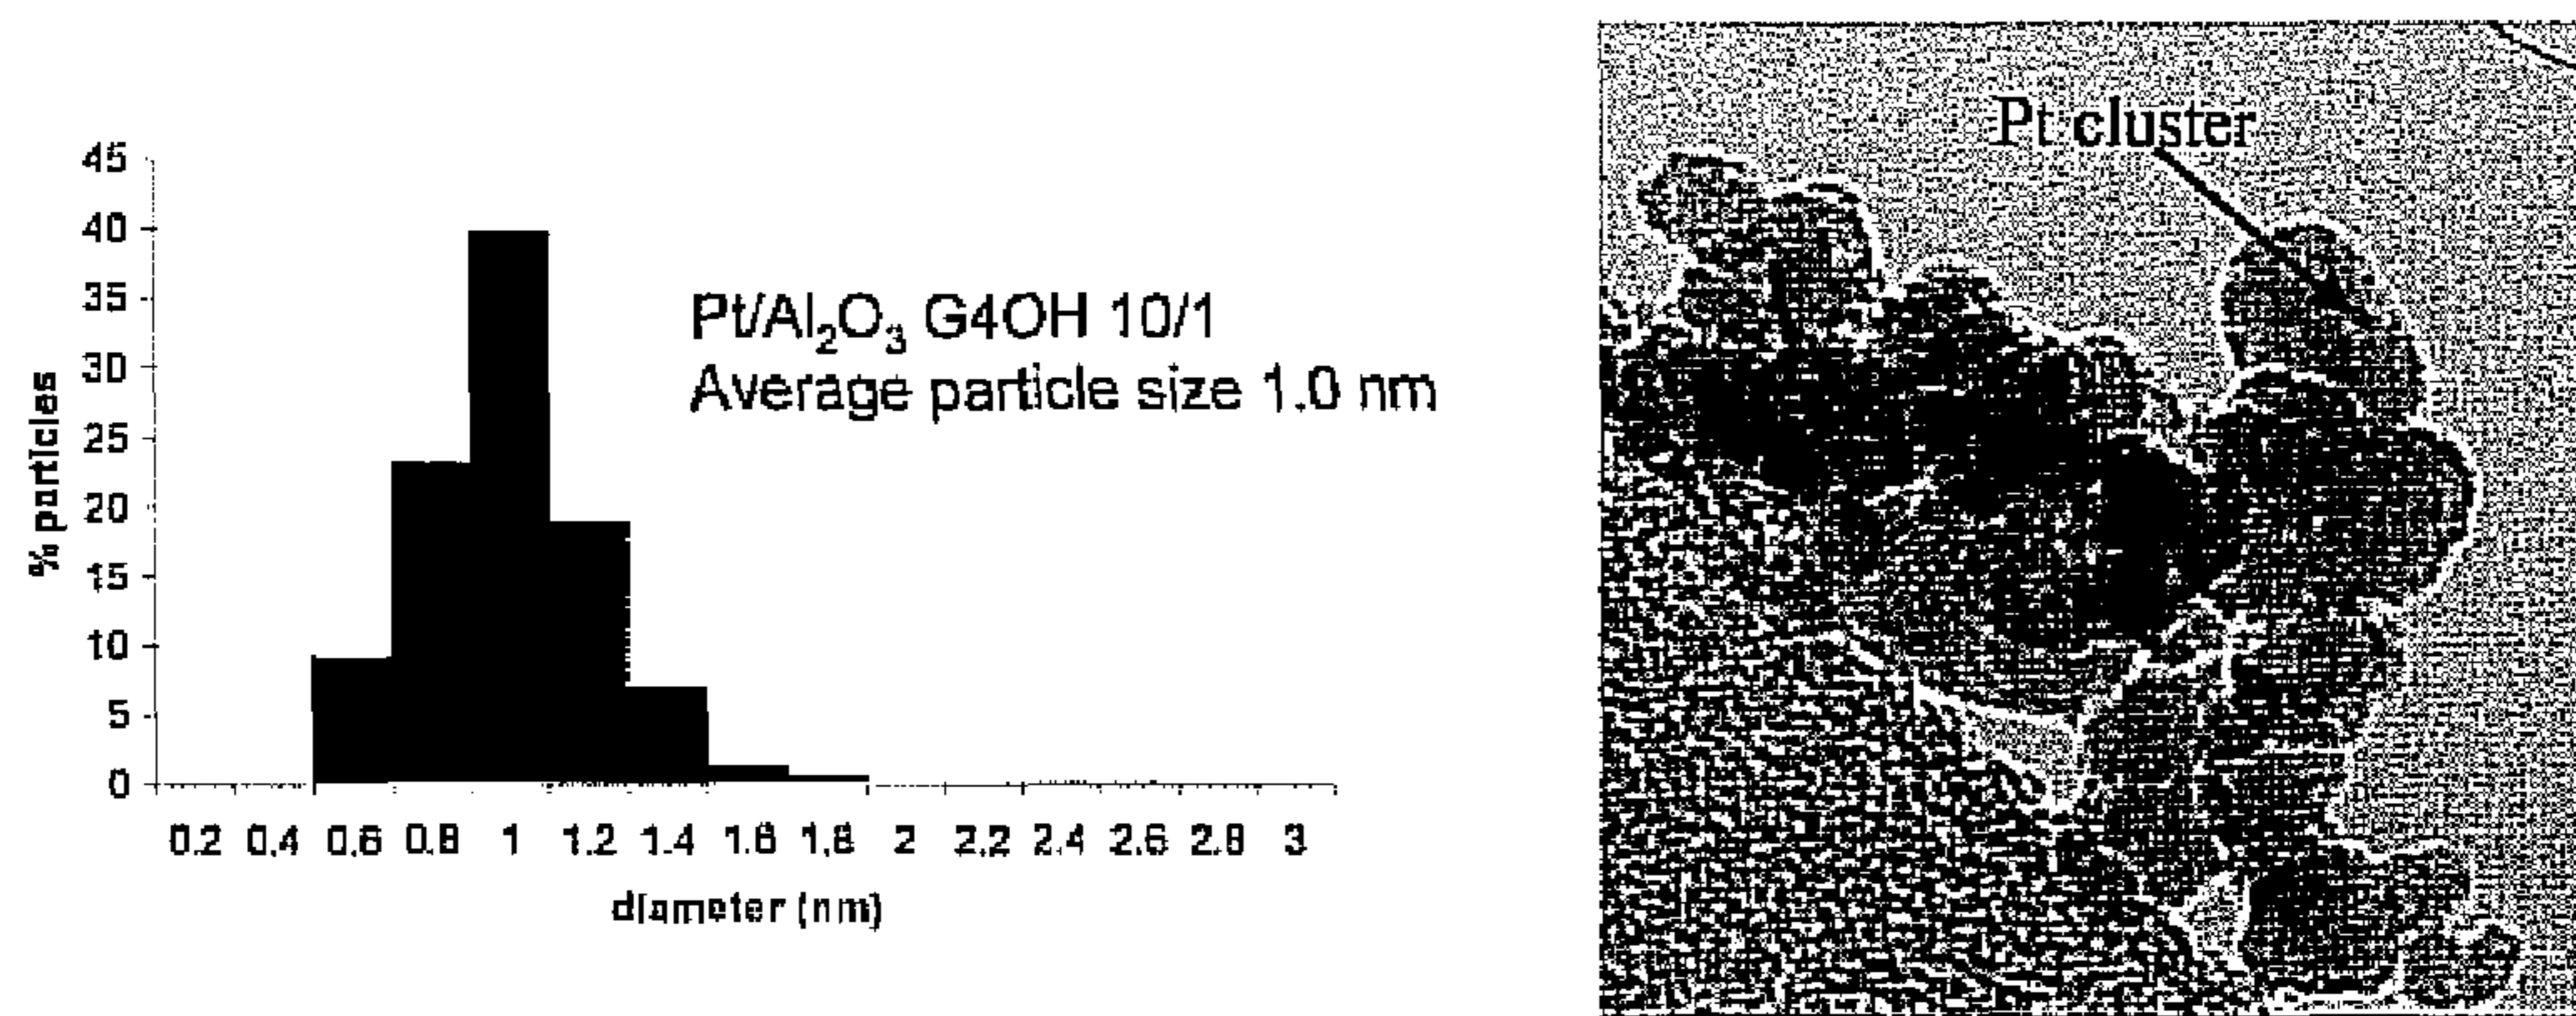 45
40
35
30
25
20
15
10
5
0
% particles
0.2 0.4 0.6 0.8 1 1.2 1.4 1.6 1.8 2 2.2 2.4 2.6 2.8 3
diameter (nm)
Pt/Al₂O₃ G4OH 10/1
Average particle size 1.0 nm
Pt cluster